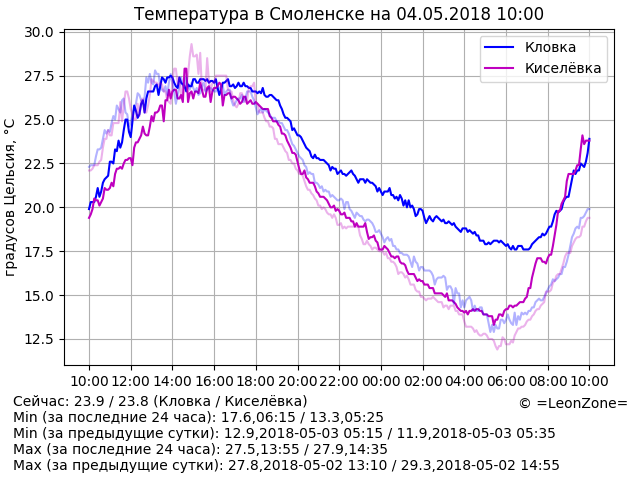 Температура в Смоленске на 04.05.2018 10:00
Кловка
Киселёвка
градусов Цельсия, °C
30.0
27.5
25.0
22.5
20.0
17.5
15.0
12.5
10:00 12:00 14:00 16:00 18:00 20:00 22:00 00:00 02:00 04:00 06:00 08:00 10:00
Сейчас: 23.9 / 23.8 (Кловка / Киселёвка)
© =LeonZone=
Min (за последние 24 часа): 17.6,06:15 / 13.3,05:25
Min (за предыдущие сутки): 12.9,2018-05-03 05:15 / 11.9,2018-05-03 05:35
Max (за последние 24 часа): 27.5,13:55 / 27.9,14:35
Max (за предыдущие сутки): 27.8,2018-05-02 13:10 / 29.3,2018-05-02 14:55